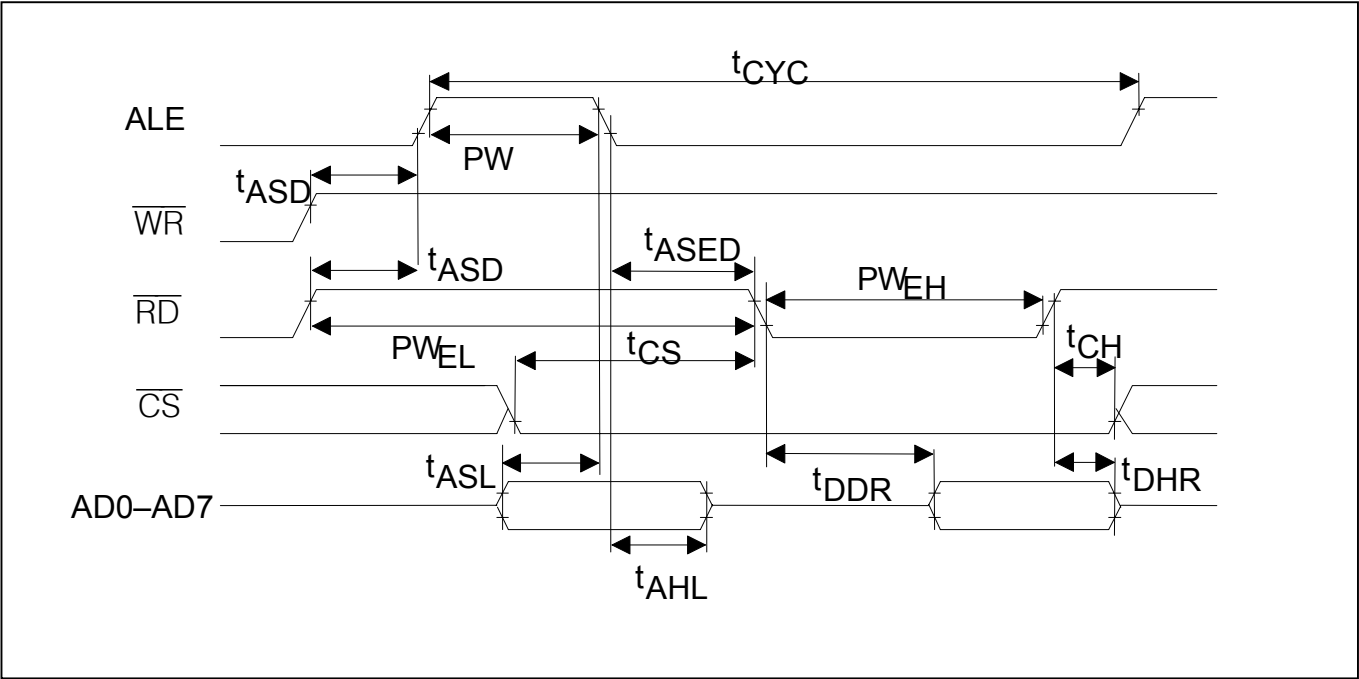 tCYC
ALE
PW
tASD
WR
tASED
tASD
PWEH
RD
tCS
tCH
PWEL
CS
tASL
tDDR
tDHR
AD0–AD7
tAHL